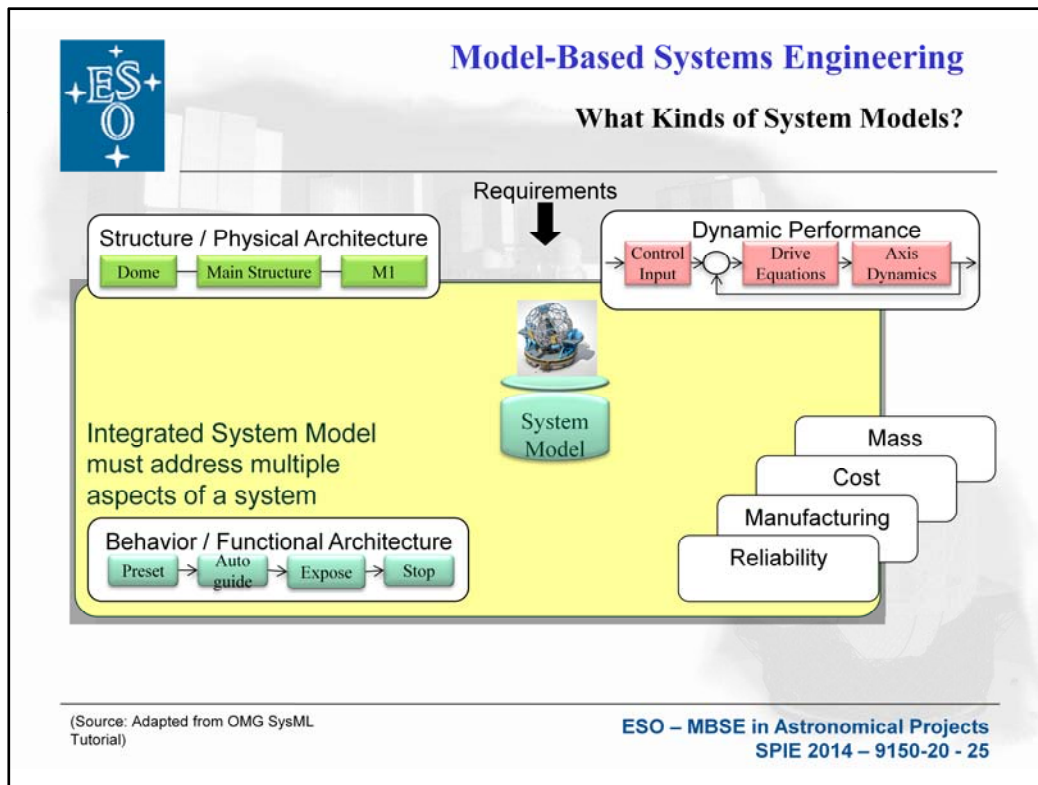 ESO
Model-Based Systems Engineering
What Kinds of System Models?
Requirements
Structure / Physical Architecture
Dome
Main Structure
M1
Dynamic Performance
Control
Input
Drive
Equations
Axis
Dynamics
System
Model
Integrated System Model
must address multiple
aspects of a system
Mass
Cost
Manufacturing
Reliability
Behavior / Functional Architecture
Preset
Auto
guide
Expose
Stop
(Source: Adapted from OMG SysML
Tutorial)
ESO – MBSE in Astronomical Projects
SPIE 2014 – 9150-20 - 25